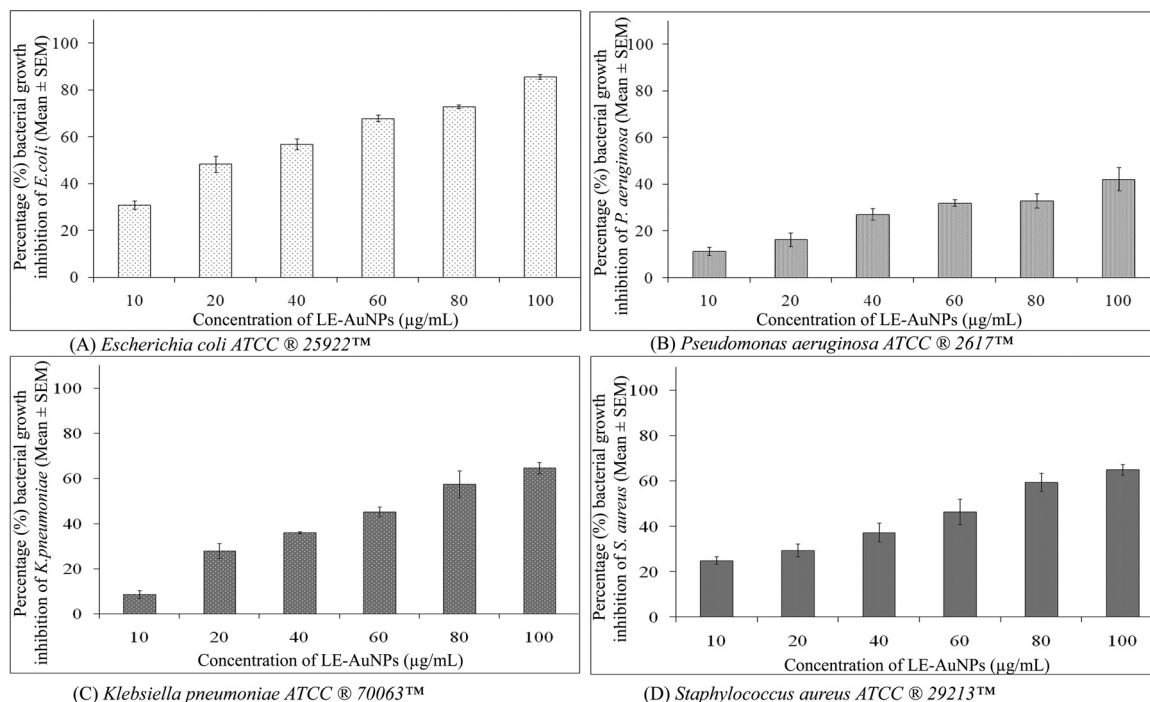 Percentage (%) bacterial growth
inhibition of E.coli (Mean ± SEM)
100
80
60
40
20
0
10 20 40 60 80 100
Concentration of LE-AuNPs (µg/mL)
(A) Escherichia coli ATCC ® 25922™
Percentage (%) bacterial growth
inhibition of P. aeruginosa (Mean ± SEM)
100
80
60
40
20
0
10 20 40 60 80 100
Concentration of LE-AuNPs (µg/mL)
(B) Pseudomonas aeruginosa ATCC ® 2617™
Percentage (%) bacterial growth
inhibition of K.pneumoniae (Mean ± SEM)
100
80
60
40
20
0
10 20 40 60 80 100
Concentration of LE-AuNPs (µg/mL)
(C) Klebsiella pneumoniae ATCC ® 70063™
Percentage (%) bacterial growth
inhibition of S. aureus (Mean ± SEM)
100
80
60
40
20
0
10 20 40 60 80 100
Concentration of LE-AuNPs (µg/mL)
(D) Staphylococcus aureus ATCC ® 29213™